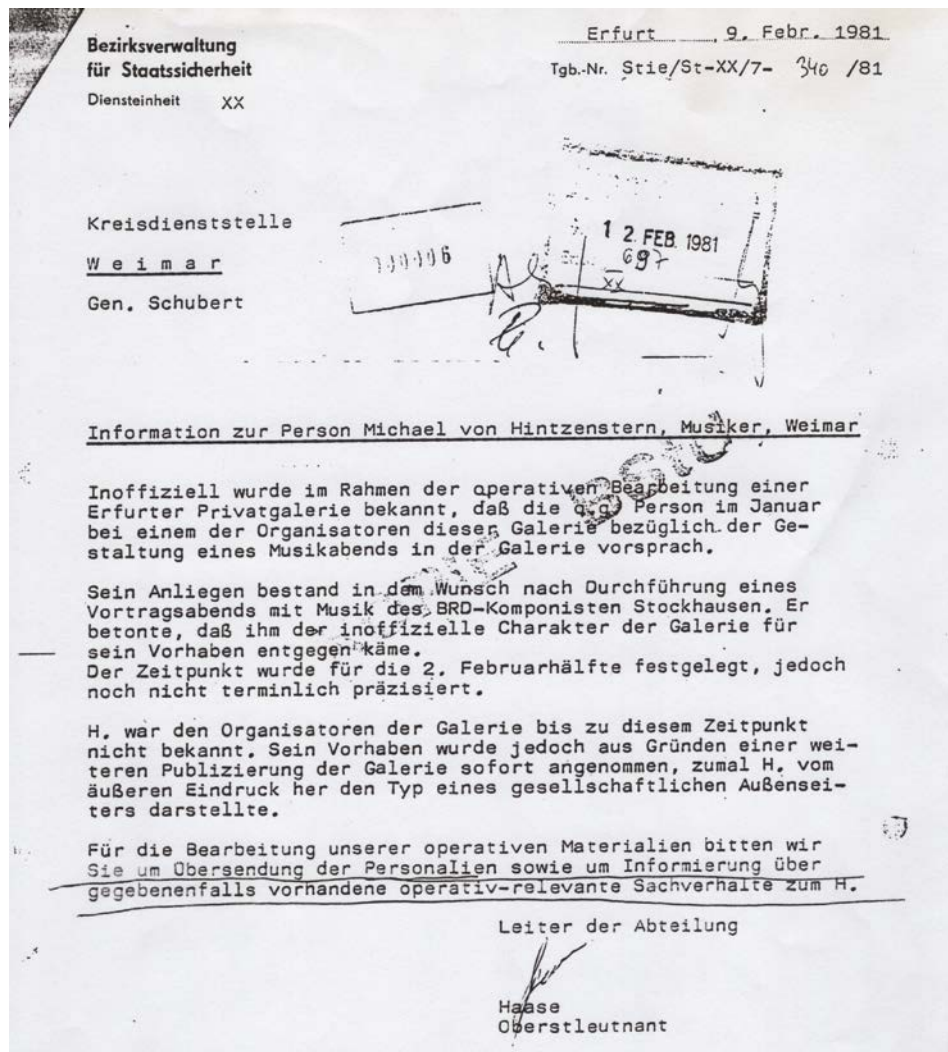 Bezirksverwaltung
für Staatssicherheit
Diensteinheit XX
Erfurt , 9. Febr. 1981
Tgb.-Nr. Stie/St-XX/7- 340 /81
Kreisdienststelle
W e i m a r
Gen. Schubert
000006
1 2. FEB. 1981
697
XX
Information zur Person Michael von Hintzenstern, Musiker, Weimar
Inoffiziell wurde im Rahmen der operativen Bearbeitung einer
Erfurter Privatgalerie bekannt, daß die o.g. Person im Januar
bei einem der Organisatoren dieser Galerie bezüglich der Ge-
staltung eines Musikabends in der Galerie vorsprach.
Sein Anliegen bestand in dem Wunsch nach Durchführung eines
Vortragsabends mit Musik des BRD-Komponisten Stockhausen. Er
betonte, daß ihm der inoffizielle Charakter der Galerie für
sein Vorhaben entgegen käme.
Der Zeitpunkt wurde für die 2. Februarhälfte festgelegt, jedoch
noch nicht terminlich präzisiert.
H. war den Organisatoren der Galerie bis zu diesem Zeitpunkt
nicht bekannt. Sein Vorhaben wurde jedoch aus Gründen einer wei-
teren Publizierung der Galerie sofort angenommen, zumal H. vom
äußeren Eindruck her den Typ eines gesellschaftlichen Außensei-
ters darstellte.
Für die Bearbeitung unserer operativen Materialien bitten wir
Sie um Übersendung der Personalien sowie um Informierung über
gegebenenfalls vorhandene operativ-relevante Sachverhalte zum H.
Leiter der Abteilung
Haase
Oberstleutnant